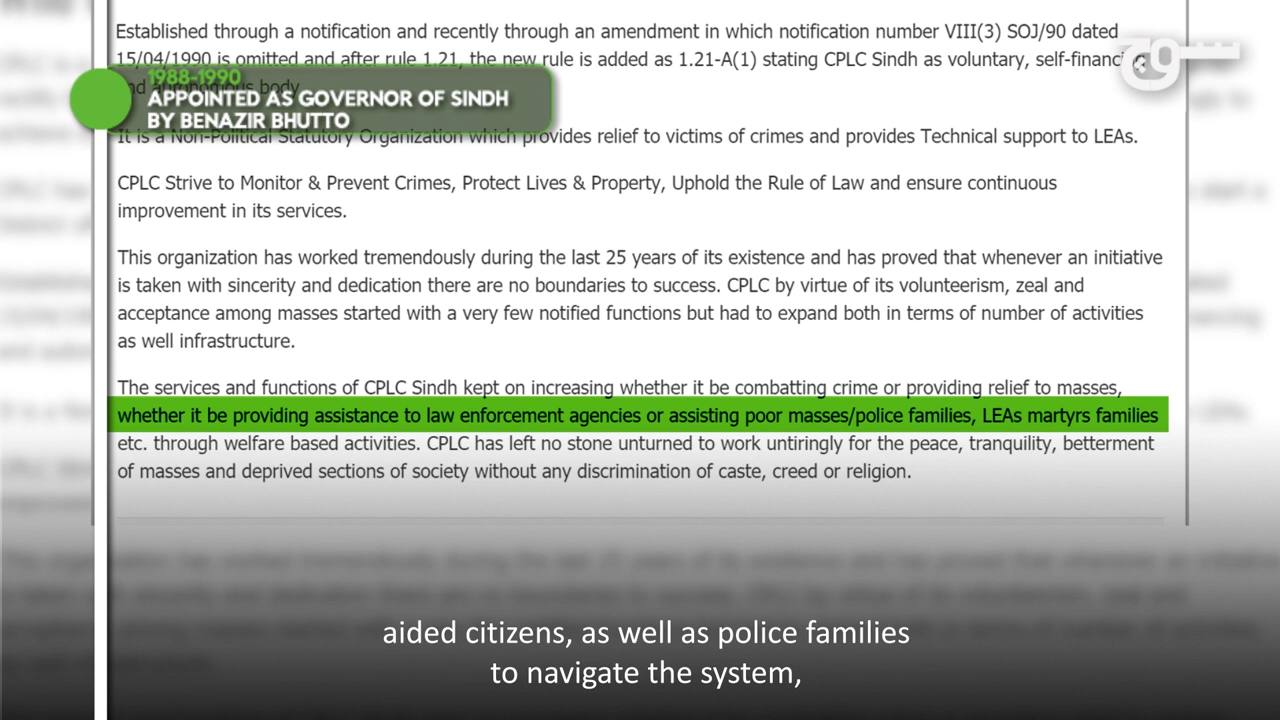 Established through a notification and recently through an amendment in which notification number VIII(3) SOJ/90 dated
15/04/1990 is omitted and after rule 1.21, the new rule is added as 1.21-A(1) stating CPLC Sindh as voluntary, self-financing
and autonomous body.
1988-1990
APPOINTED AS GOVERNOR OF SINDH
BY BENAZIR BHUTTO
It is a Non-Political Statutory Organization which provides relief to victims of crimes and provides Technical support to LEAs.
CPLC Strive to Monitor & Prevent Crimes, Protect Lives & Property, Uphold the Rule of Law and ensure continuous
improvement in its services.
This organization has worked tremendously during the last 25 years of its existence and has proved that whenever an initiative
is taken with sincerity and dedication there are no boundaries to success. CPLC by virtue of its volunteerism, zeal and
acceptance among masses started with a very few notified functions but had to expand both in terms of number of activities
as well infrastructure.
The services and functions of CPLC Sindh kept on increasing whether it be combatting crime or providing relief to masses,
whether it be providing assistance to law enforcement agencies or assisting poor masses/police families, LEAs martyrs families
etc. through welfare based activities. CPLC has left no stone unturned to work untiringly for the peace, tranquility, betterment
of masses and deprived sections of society without any discrimination of caste, creed or religion.
aided citizens, as well as police families
to navigate the system,